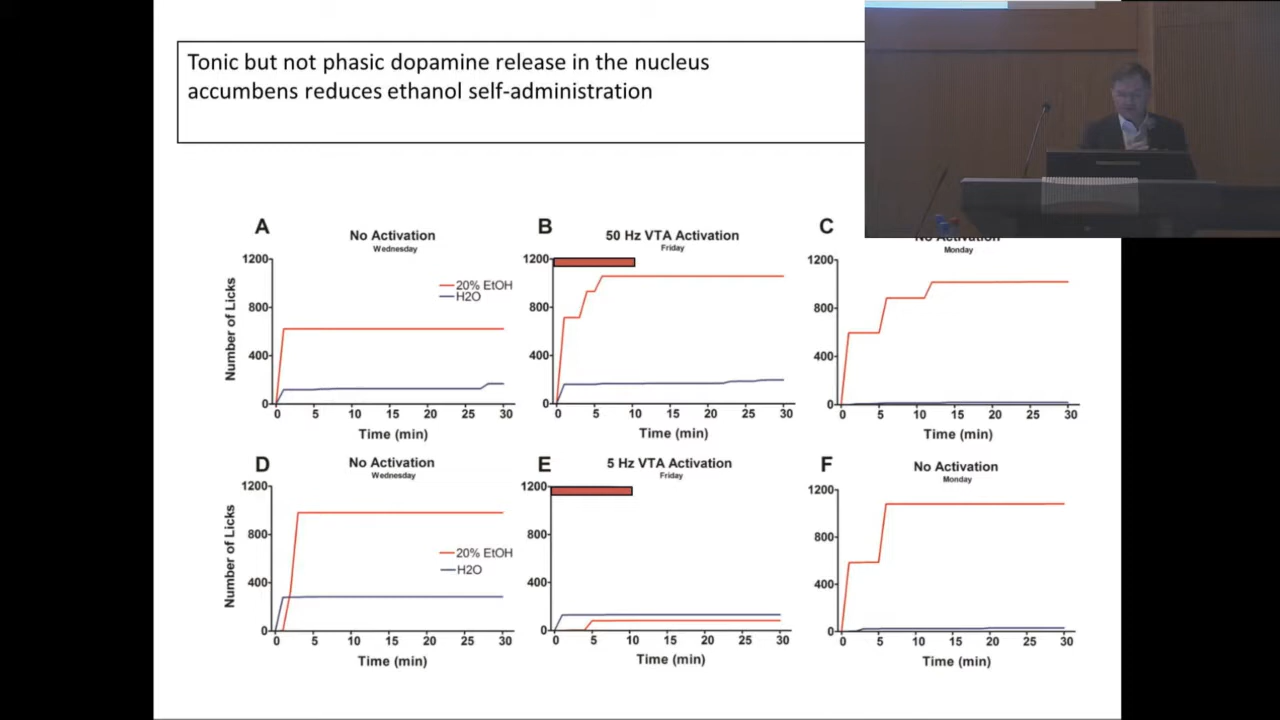 Tonic but not phasic dopamine release in the nucleus
accumbens reduces ethanol self-administration
A
No Activation
Wednesday
1200
800
400
0
Number of Licks
20% EtOH
H2O
0 5 10 15 20 25 30
Time (min)
B
50 Hz VTA Activation
Friday
1200
800
400
0
0 5 10 15 20 25 30
Time (min)
C
No Activation
Monday
1200
800
400
0
0 5 10 15 20 25 30
Time (min)
D
No Activation
Wednesday
1200
800
400
0
Number of Licks
20% EtOH
H2O
0 5 10 15 20 25 30
Time (min)
E
5 Hz VTA Activation
Friday
1200
800
400
0
0 5 10 15 20 25 30
Time (min)
F
No Activation
Monday
1200
800
400
0
0 5 10 15 20 25 30
Time (min)